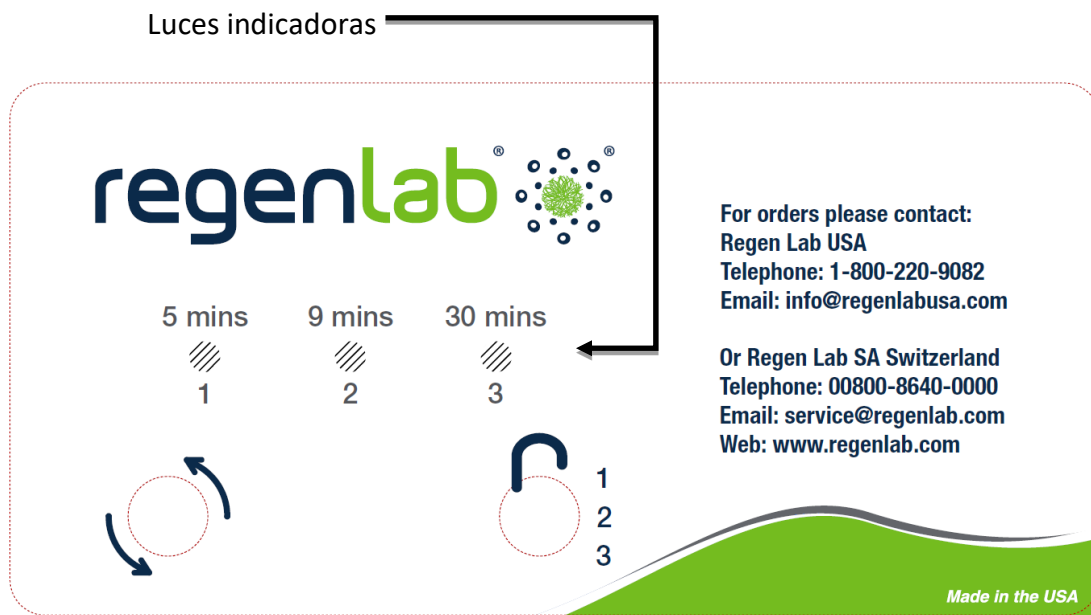 Luces indicadoras
regenlab® ®
5 mins 9 mins 30 mins
1 2 3
1
2
3
For orders please contact:
Regen Lab USA
Telephone: 1-800-220-9082
Email: info@regenlabusa.com
Or Regen Lab SA Switzerland
Telephone: 00800-8640-0000
Email: service@regenlab.com
Web: www.regenlab.com
Made in the USA